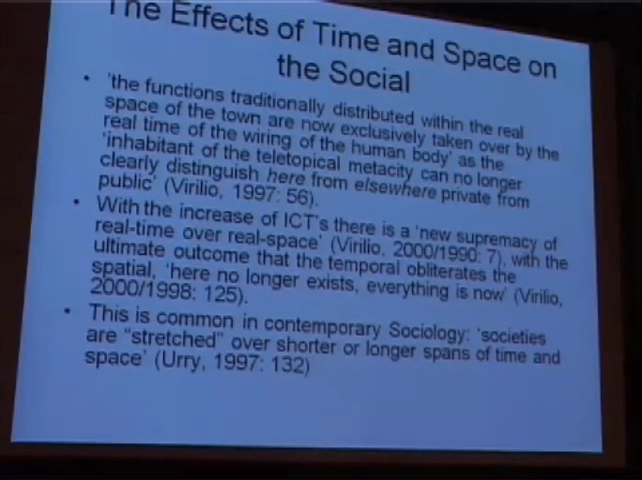 The Effects of Time and Space on
the Social
• 'the functions traditionally distributed within the real
space of the town are now exclusively taken over by the
real time of the wiring of the human body' as the
'inhabitant of the teletopical metacity can no longer
clearly distinguish here from elsewhere private from
public' (Virilio, 1997: 56).
• With the increase of ICT's there is a 'new supremacy of
real-time over real-space' (Virilio, 2000/1990: 7), with the
ultimate outcome that the temporal obliterates the
spatial, 'here no longer exists, everything is now' (Virilio,
2000/1998: 125).
• This is common in contemporary Sociology: 'societies
are "stretched" over shorter or longer spans of time and
space' (Urry, 1997: 132)